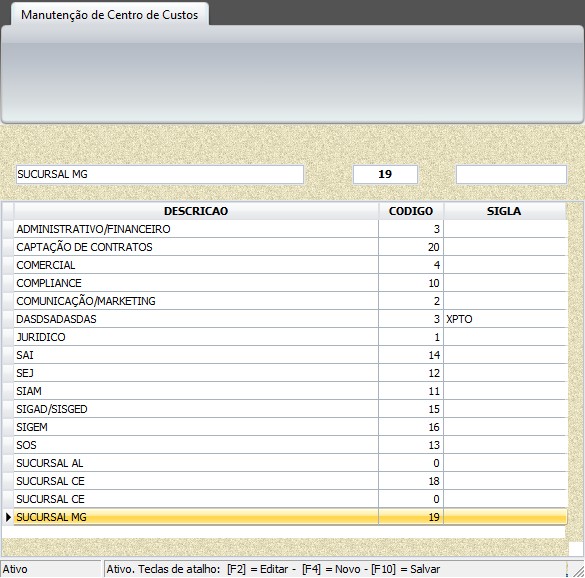 Manutenção de Centro de Custos
SUCURSAL MG 19
DESCRICAO CODIGO SIGLA
ADMINISTRATIVO/FINANCEIRO 3
CAPTAÇÃO DE CONTRATOS 20
COMERCIAL 4
COMPLIANCE 10
COMUNICAÇÃO/MARKETING 2
DASDSADASDAS 3 XPTO
JURIDICO 1
SAI 14
SEJ 12
SIAM 11
SIGAD/SISGED 15
SIGEM 16
SOS 13
SUCURSAL AL 0
SUCURSAL CE 18
SUCURSAL CE 0
SUCURSAL MG 19
Ativo Ativo. Teclas de atalho: [F2] = Editar - [F4] = Novo - [F10] = Salvar